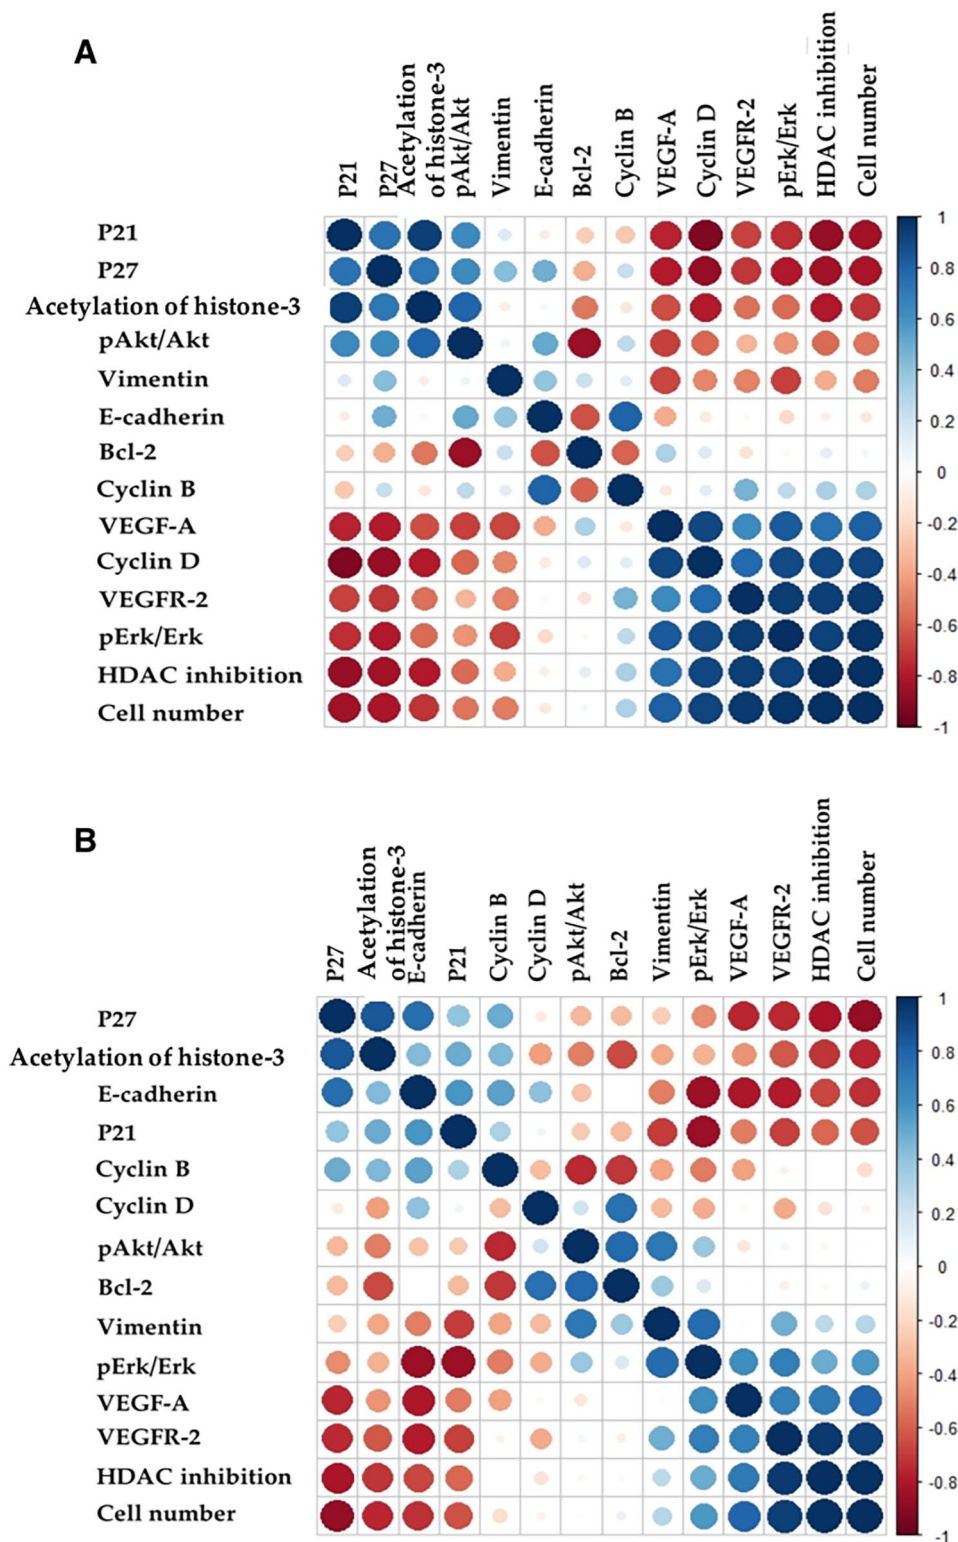 A
P21
P27
Acetylation
of histone-3
pAkt/Akt
Vimentin
E-cadherin
Bcl-2
Cyclin B
VEGF-A
Cyclin D
VEGFR-2
pErk/Erk
HDAC inhibition
Cell number
P21
P27
Acetylation of histone-3
pAkt/Akt
Vimentin
E-cadherin
Bcl-2
Cyclin B
VEGF-A
Cyclin D
VEGFR-2
pErk/Erk
HDAC inhibition
Cell number
1
0.8
0.6
0.4
0.2
0
-0.2
-0.4
-0.6
-0.8
-1
B
P27
Acetylation
of histone-3
E-cadherin
P21
Cyclin B
Cyclin D
pAkt/Akt
Bcl-2
Vimentin
pErk/Erk
VEGF-A
VEGFR-2
HDAC inhibition
Cell number
P27
Acetylation of histone-3
E-cadherin
P21
Cyclin B
Cyclin D
pAkt/Akt
Bcl-2
Vimentin
pErk/Erk
VEGF-A
VEGFR-2
HDAC inhibition
Cell number
1
0.8
0.6
0.4
0.2
0
-0.2
-0.4
-0.6
-0.8
-1